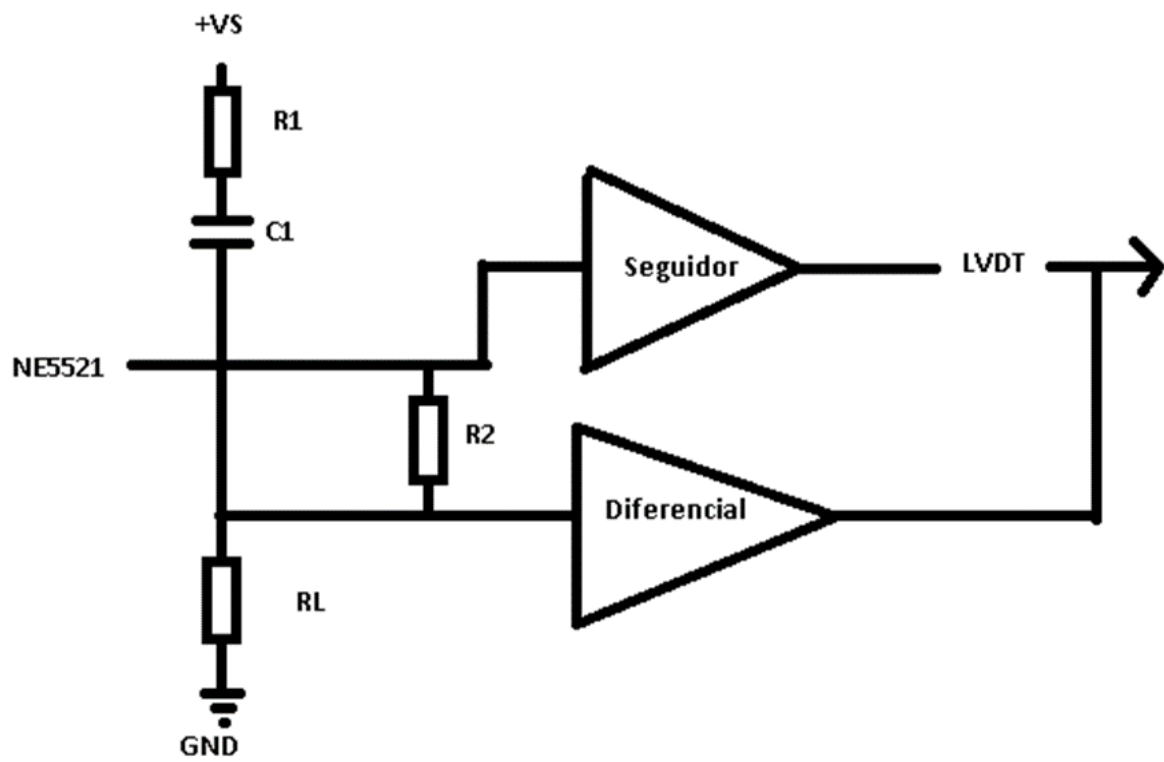 +VS
R1
C1
Seguidor
LVDT
NE5521
R2
Diferencial
RL
GND